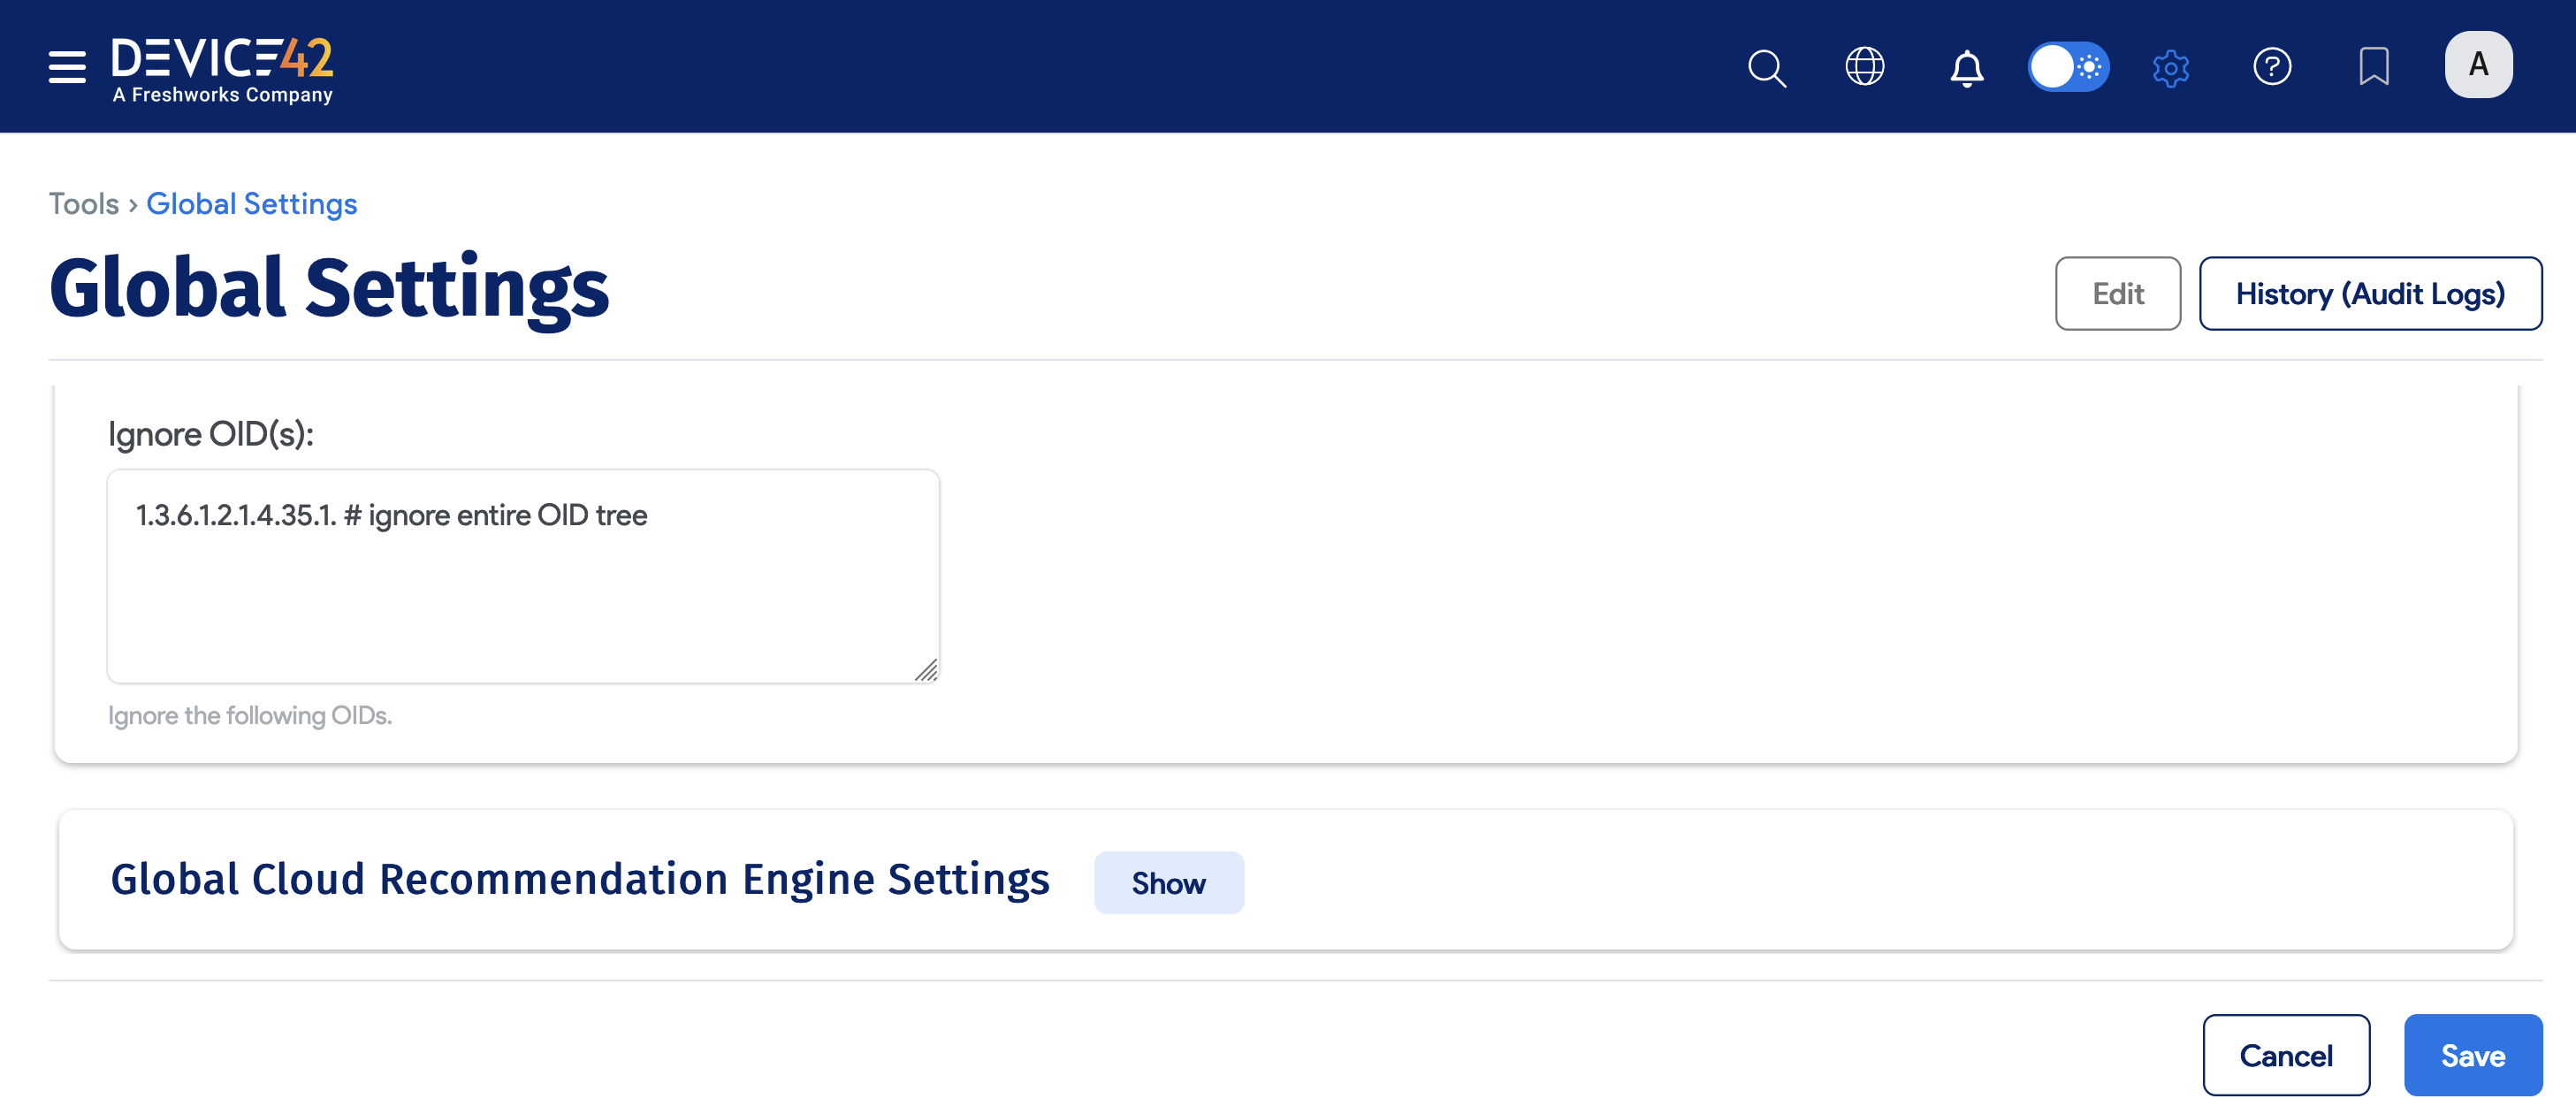 DEVICE42
A Freshworks Company
A
Tools › Global Settings
Global Settings
Edit
History (Audit Logs)
Ignore OID(s):
1.3.6.1.2.1.4.35.1. # ignore entire OID tree
Ignore the following OIDs.
Global Cloud Recommendation Engine Settings
Show
Cancel
Save